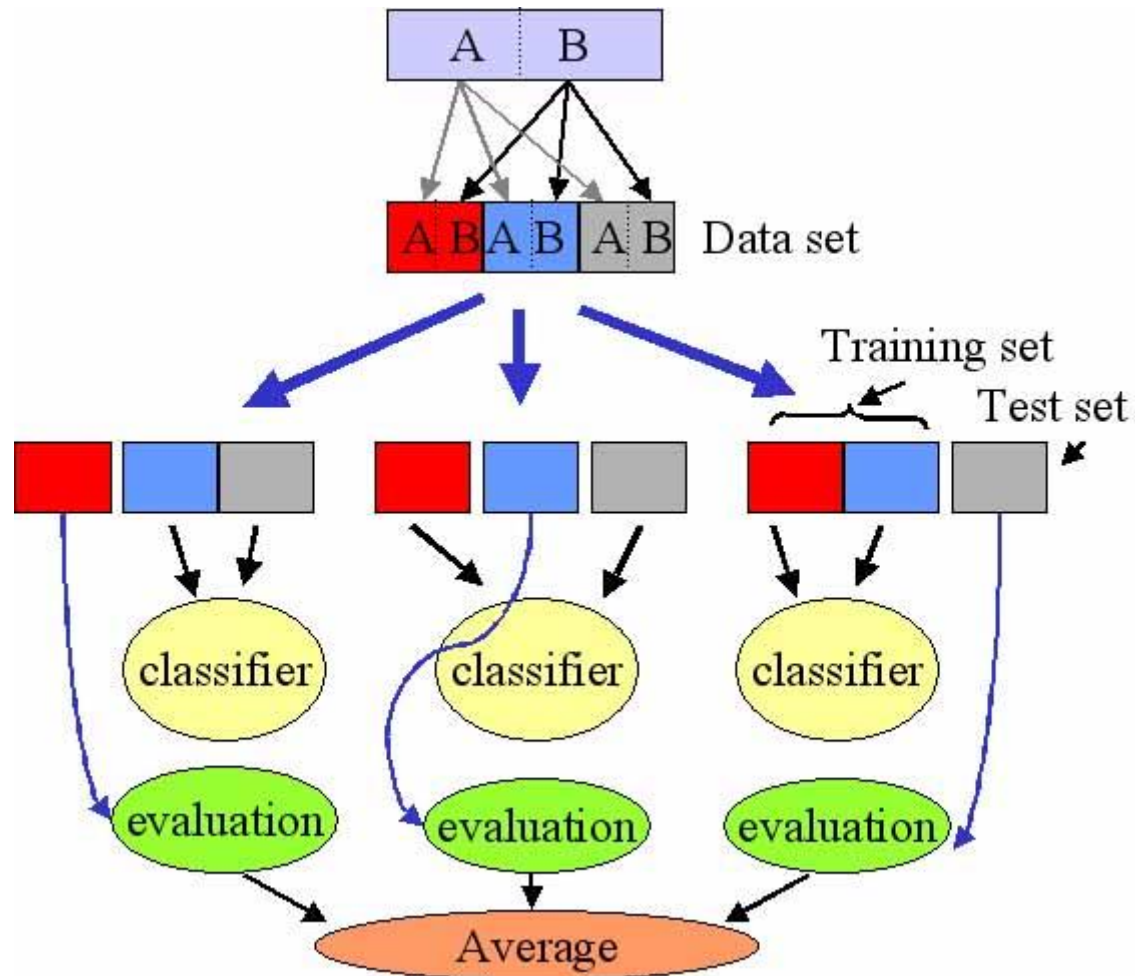 A B
A B A B A B Data set
Training set
Test set
classifier classifier classifier
evaluation evaluation evaluation
Average